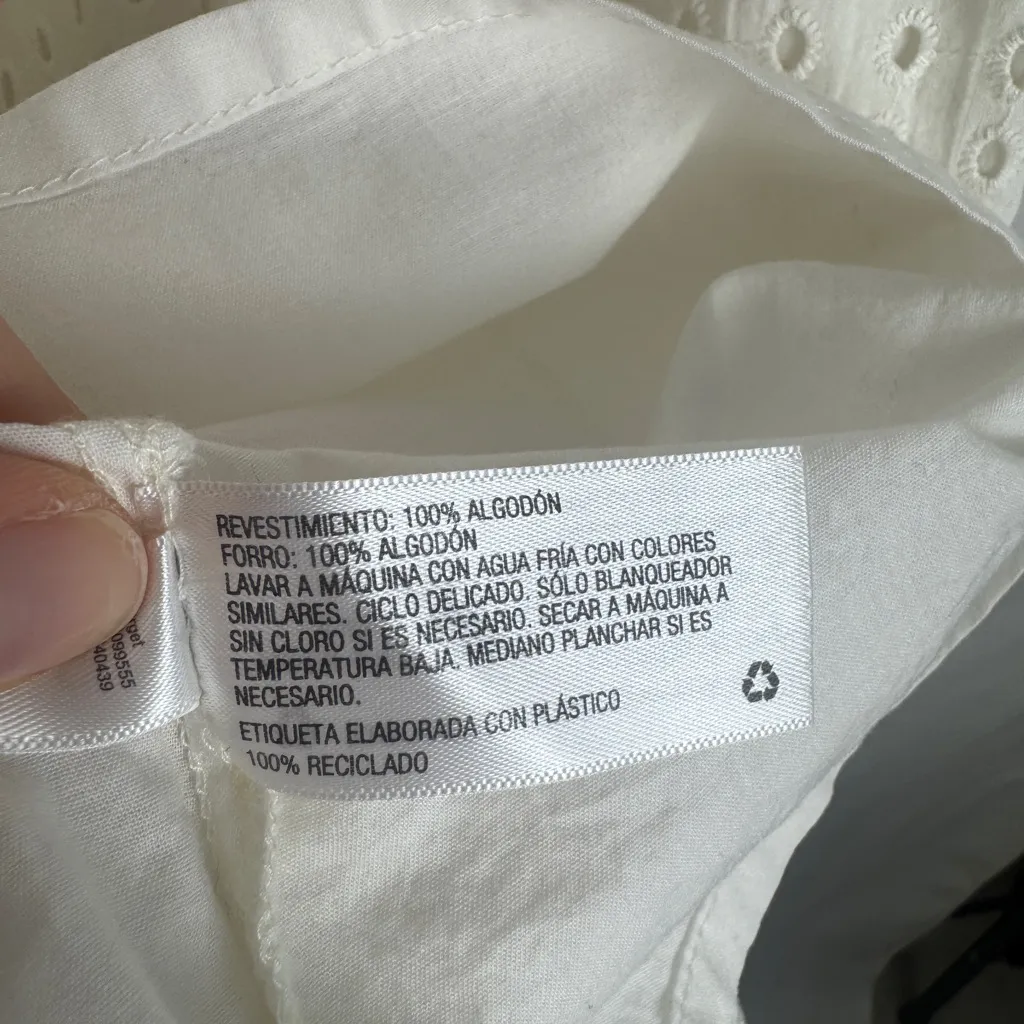 REVESTIMIENTO: 100% ALGODÓN
FORRO: 100% ALGODÓN
LAVAR A MÁQUINA CON AGUA FRÍA CON COLORES
SIMILARES. CICLO DELICADO. SÓLO BLANQUEADOR
SIN CLORO SI ES NECESARIO. SECAR A MÁQUINA A
TEMPERATURA BAJA. MEDIANO PLANCHAR SI ES
NECESARIO.
ETIQUETA ELABORADA CON PLÁSTICO
100% RECICLADO